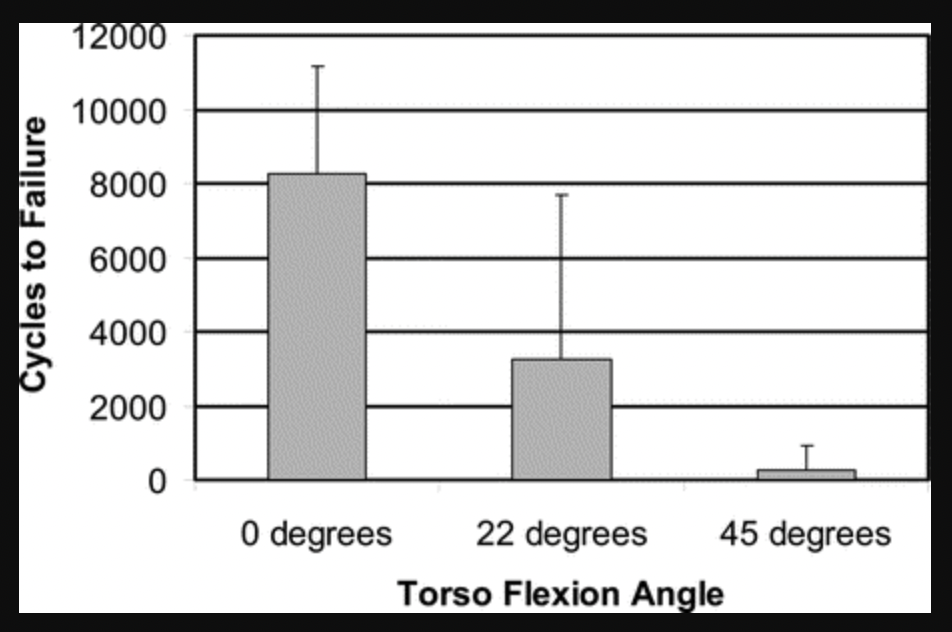 12000
10000
8000
6000
4000
2000
0
Cycles to Failure
0 degrees 22 degrees 45 degrees
Torso Flexion Angle